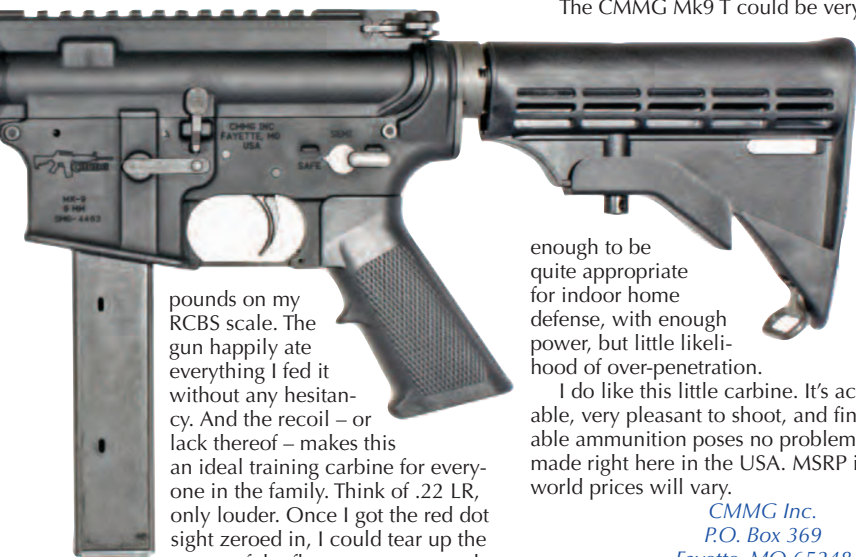 The CMMG Mk9 T could be very
CMMG INC
FAYETTE, MO
USA
SEMI
SAFE
MK-9
9 MM
pounds on my
RCBS scale. The
gun happily ate
everything I fed it
without any hesitan-
cy. And the recoil – or
lack thereof – makes this
an ideal training carbine for every-
one in the family. Think of .22 LR,
only louder. Once I got the red dot
sight zeroed in, I could tear up the
enough to be
quite appropriate
for indoor home
defense, with enough
power, but little likeli-
hood of over-penetration.
I do like this little carbine. It's
able, very pleasant to shoot, and
able ammunition poses no problem
made right here in the USA. MSRP
world prices will vary.
CMMG Inc.
P.O. Box 369
Fayette, MO 65248